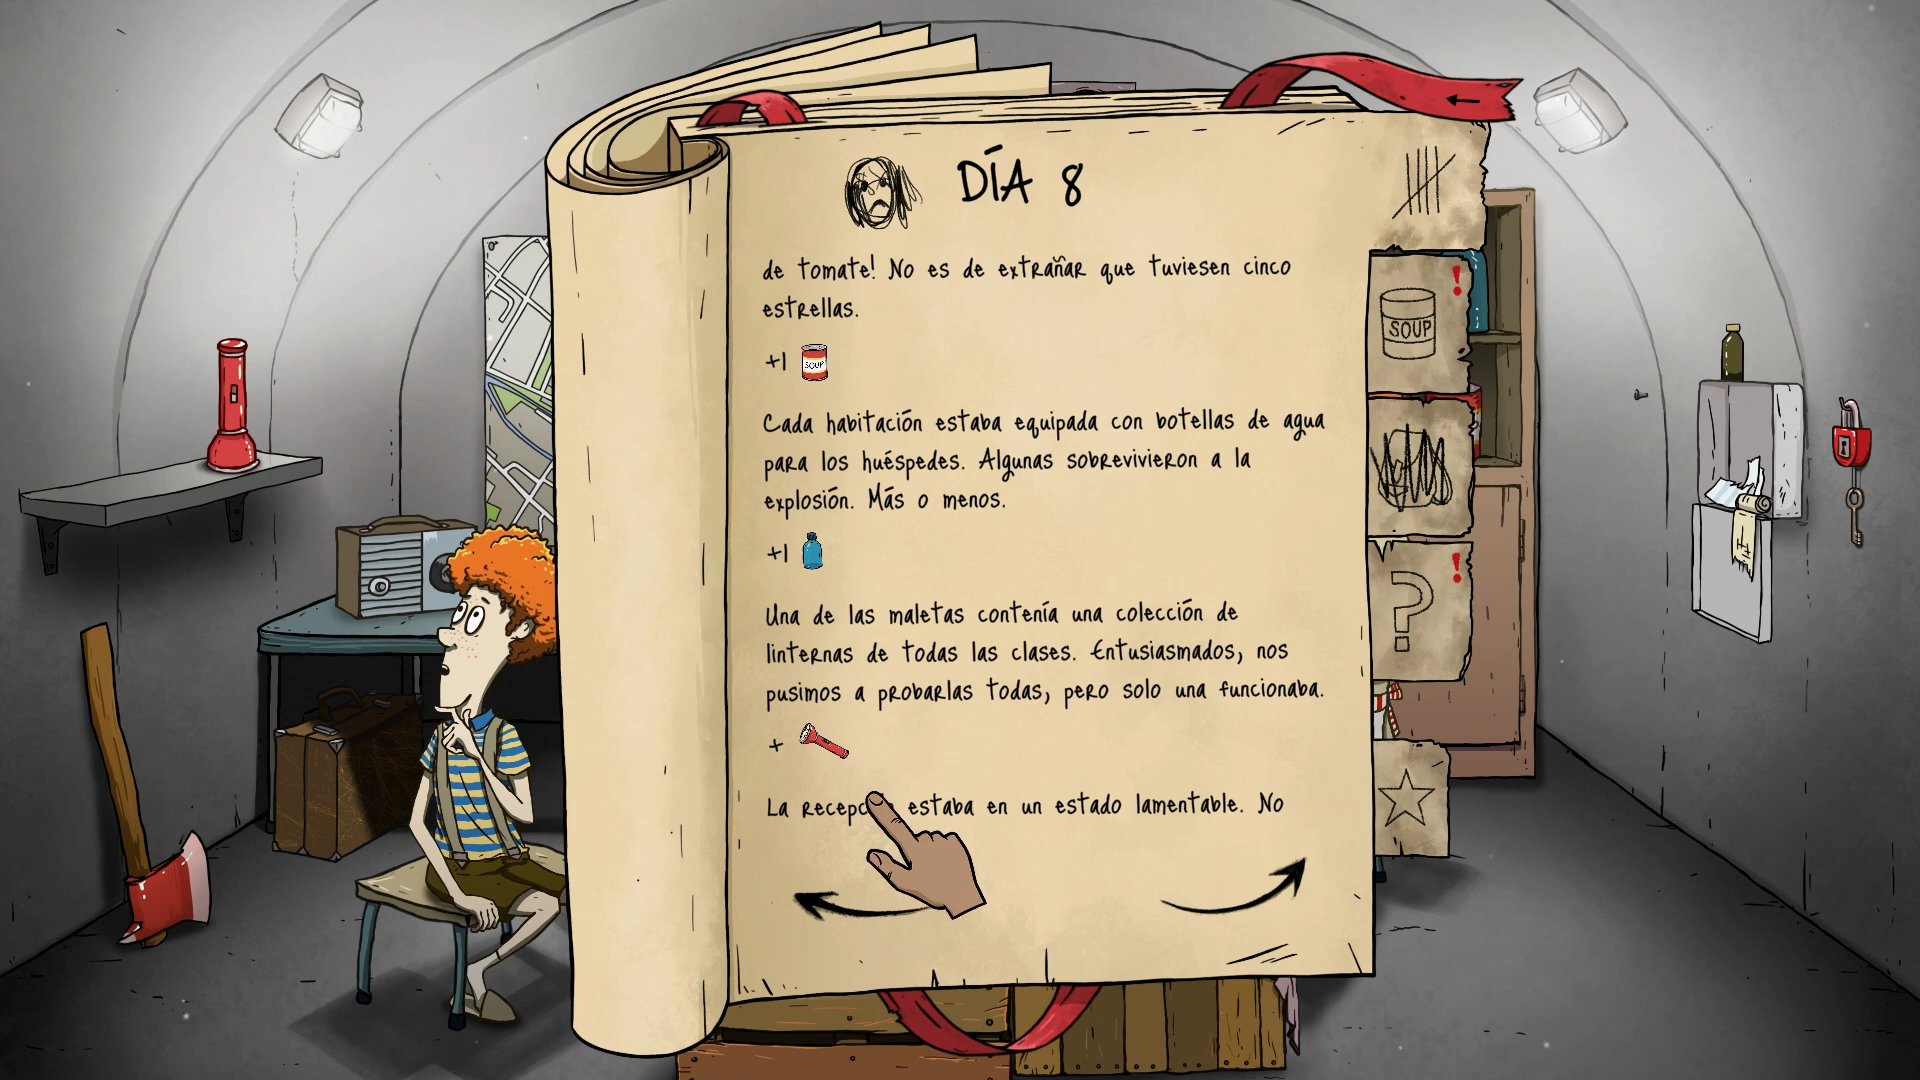 DÍA 8
de tomate! No es de extrañar que tuviesen cinco
estrellas.
+1 SOUP
Cada habitación estaba equipada con botellas de agua
para los huéspedes. Algunas sobrevivieron a la
explosión. Más o menos.
+1
Una de las maletas contenía una colección de
linternas de todas las clases. Entusiasmados, nos
pusimos a probarlas todas, pero solo una funcionaba.
+
La estaba en un estado lamentable. No
!
SOUP
!
?